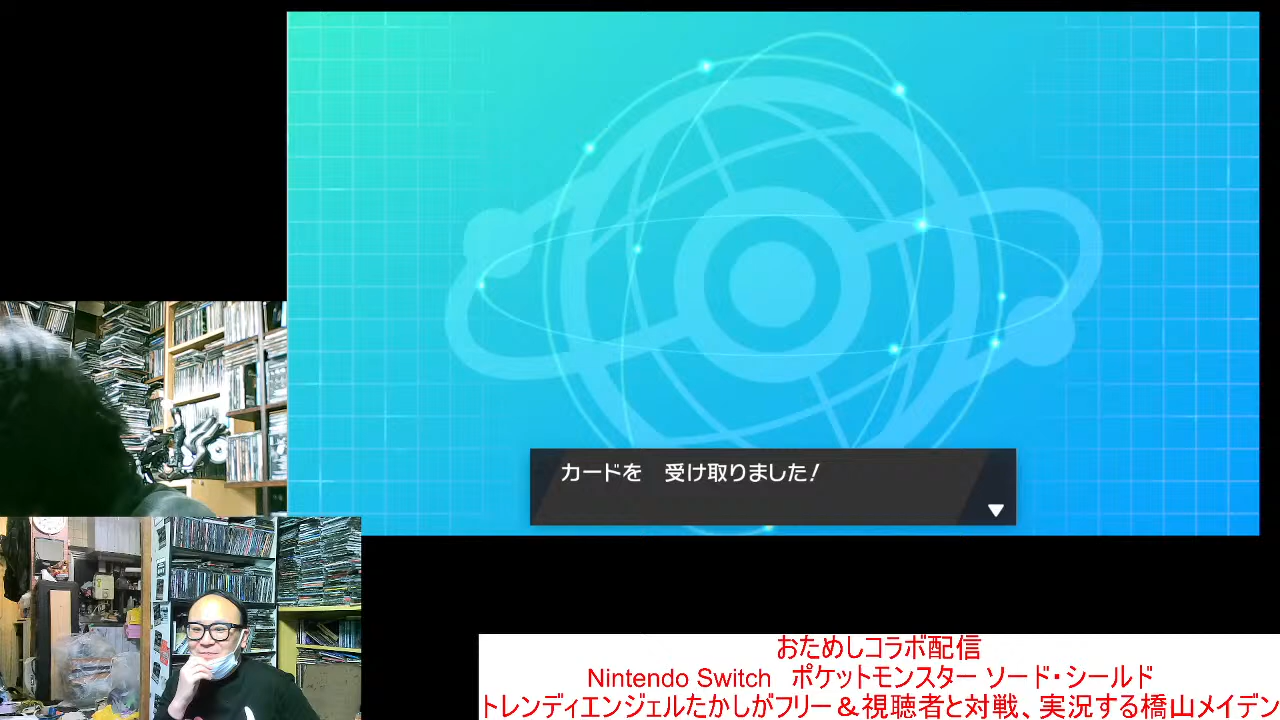 カードを 受け取りました!
おためしコラボ配信
Nintendo Switch ポケットモンスター ソード・シールド
トレンディエンジェルたかしがフリー＆視聴者と対戦、実況する橋山メイデン